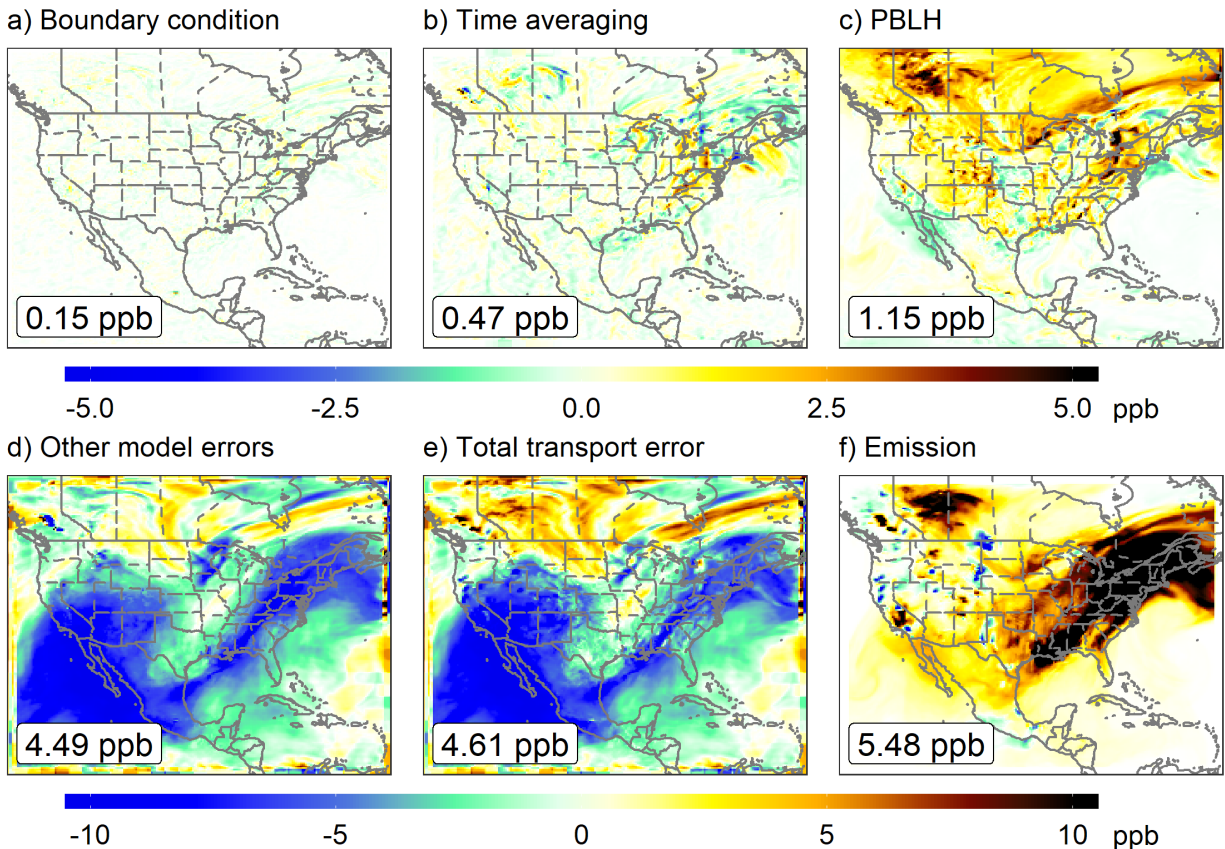 a) Boundary condition
b) Time averaging
c) PBLH
0.15 ppb
0.47 ppb
1.15 ppb
-5.0 -2.5 0.0 2.5 5.0 ppb
d) Other model errors
e) Total transport error
f) Emission
4.49 ppb
4.61 ppb
5.48 ppb
-10 -5 0 5 10 ppb